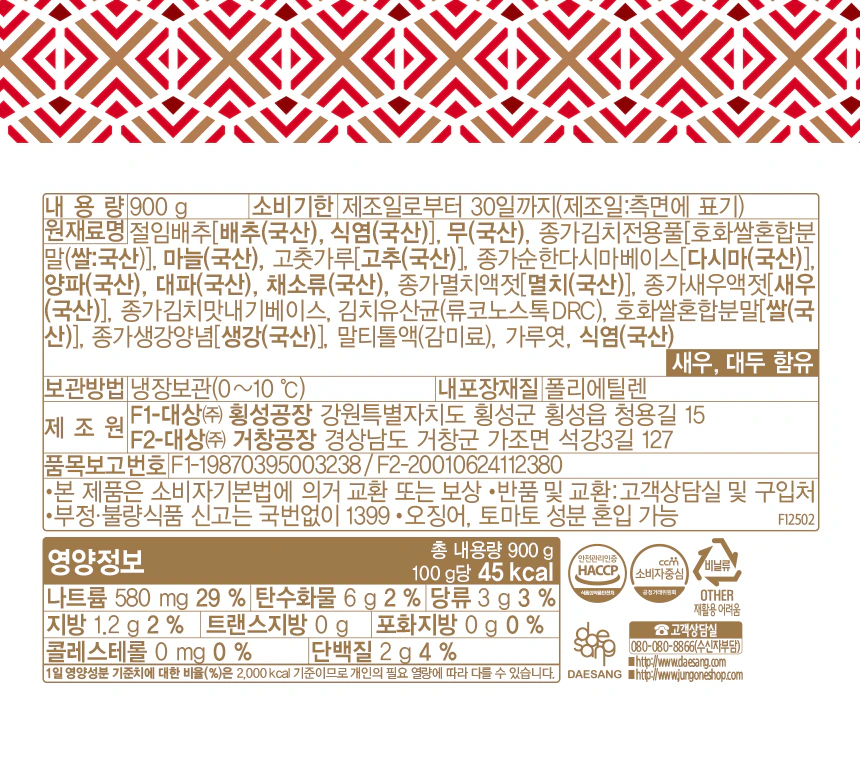 내 용 량 900 g 소비기한 제조일로부터 30일까지(제조일:측면에 표기)
원재료명 절임배추[배추(국산), 식염(국산)], 무(국산), 종가김치전용풀[호화쌀혼합분
말(쌀:국산)], 마늘(국산), 고춧가루[고추(국산)], 종가순한다시마베이스[다시마(국산)],
양파(국산), 대파(국산), 채소류(국산), 종가멸치액젓[멸치(국산)], 종가새우액젓[새우
(국산)], 종가김치맛내기베이스, 김치유산균(류코노스톡DRC), 호화쌀혼합분말[쌀(국
산)], 종가생강양념[생강(국산)], 말티톨액(감미료), 가루엿, 식염(국산)
새우, 대두 함유
보관방법 냉장보관(0~10 ℃) 내포장재질 폴리에틸렌
제 조 원 F1-대상㈜ 횡성공장 강원특별자치도 횡성군 횡성읍 청용길 15
F2-대상㈜ 거창공장 경상남도 거창군 가조면 석강3길 127
품목보고번호 F1-19870395003238 / F2-20010624112380
•본 제품은 소비자기본법에 의거 교환 또는 보상 •반품 및 교환:고객상담실 및 구입처
•부정·불량식품 신고는 국번없이 1399 •오징어, 토마토 성분 혼입 가능 F12502
영양정보 총 내용량 900 g
100 g당 45 kcal
나트륨 580 mg 29 % 탄수화물 6 g 2 % 당류 3 g 3 %
지방 1.2 g 2 % 트랜스지방 0 g 포화지방 0 g 0 %
콜레스테롤 0 mg 0 % 단백질 2 g 4 %
1일 영양성분 기준치에 대한 비율(%)은 2,000 kcal 기준이므로 개인의 필요 열량에 따라 다를 수 있습니다.
안전관리인증
HACCP
식품의약품안전처
ccm
소비자중심
공정거래위원회
비닐류
OTHER
재활용 어려움
daesang
DAESANG
☎고객상담실
080-080-8866(수신자부담)
■http://www.daesang.com
■http://www.jungoneshop.com